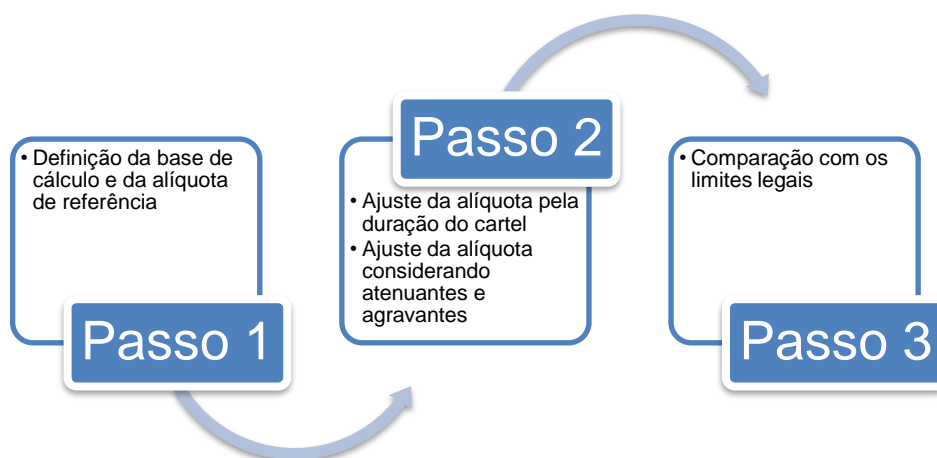 • Definição da base de
cálculo e da alíquota
de referência
Passo 1
Passo 2
• Ajuste da alíquota pela
duração do cartel
• Ajuste da alíquota
considerando
atenuantes e
agravantes
• Comparação com os
limites legais
Passo 3